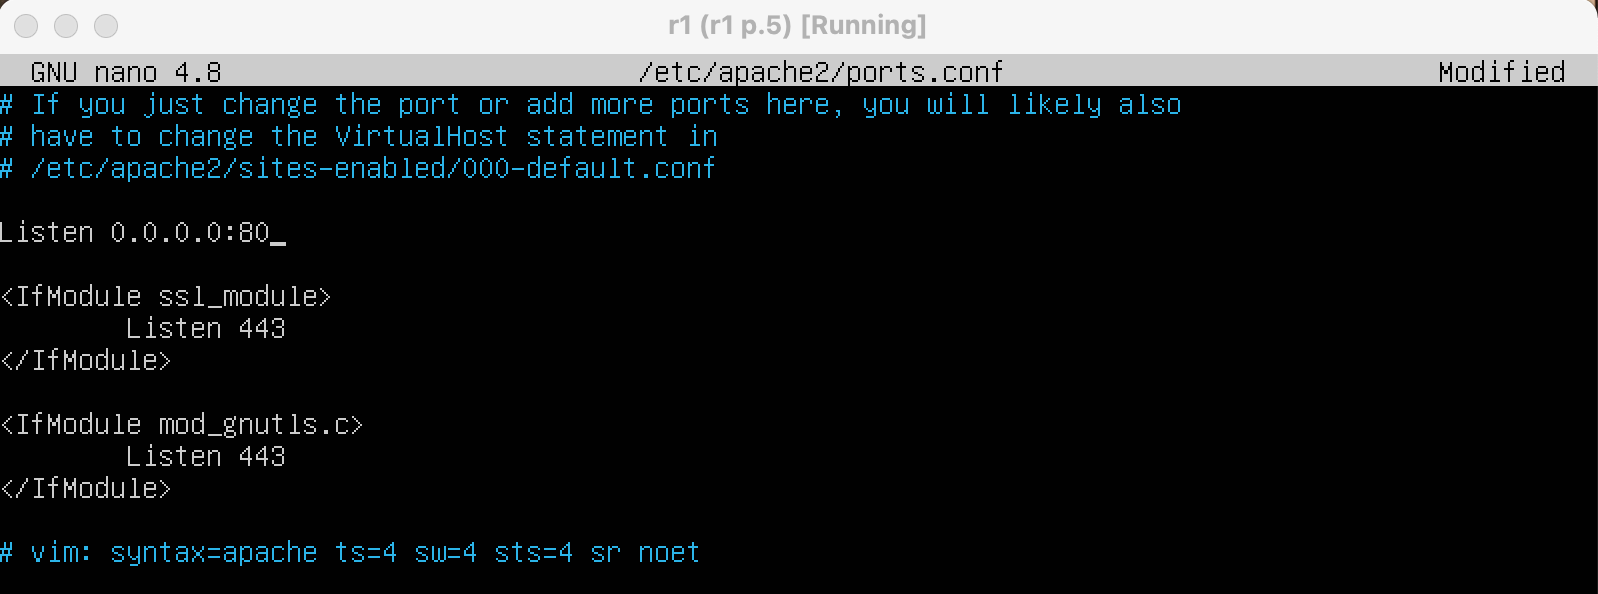 r1 (r1 p.5) [Running]
GNU nano 4.8 /etc/apache2/ports.conf Modified
# If you just change the port or add more ports here, you will likely also
# have to change the VirtualHost statement in
# /etc/apache2/sites-enabled/000-default.conf
Listen 0.0.0.0:80_
<IfModule ssl_module>
Listen 443
</IfModule>
<IfModule mod_gnutls.c>
Listen 443
</IfModule>
# vim: syntax=apache ts=4 sw=4 sts=4 sr noet